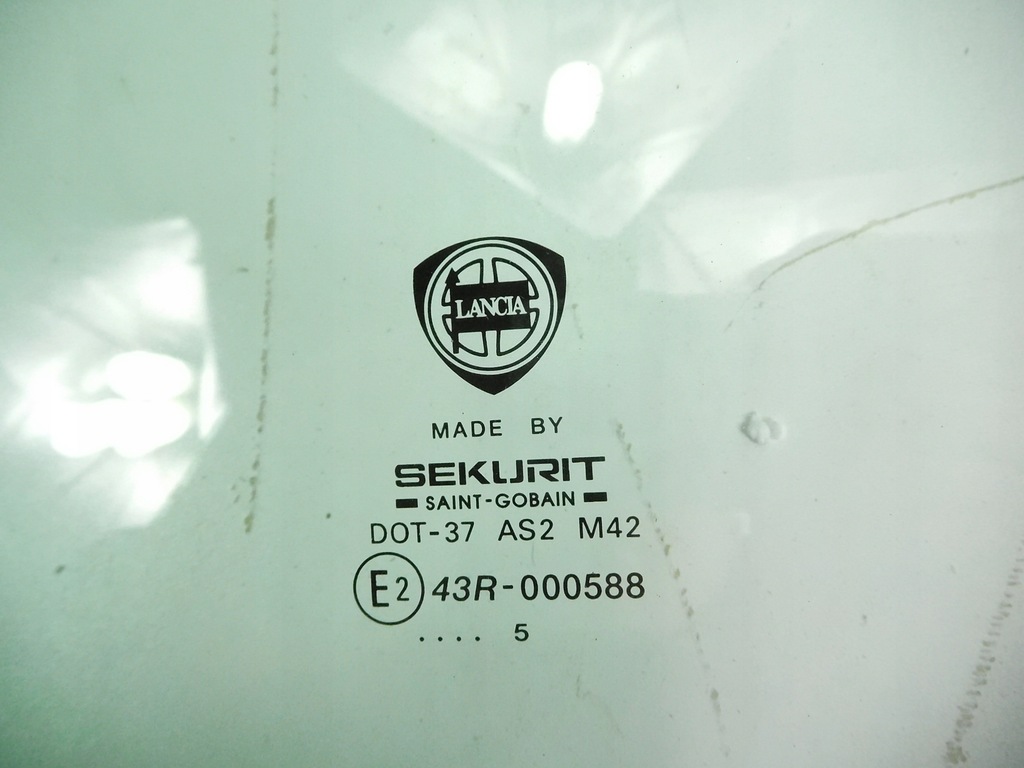 LANCIA
MADE BY
SEKURIT
SAINT-GOBAIN
DOT-37 AS2 M42
E2 43R-000588
.... 5